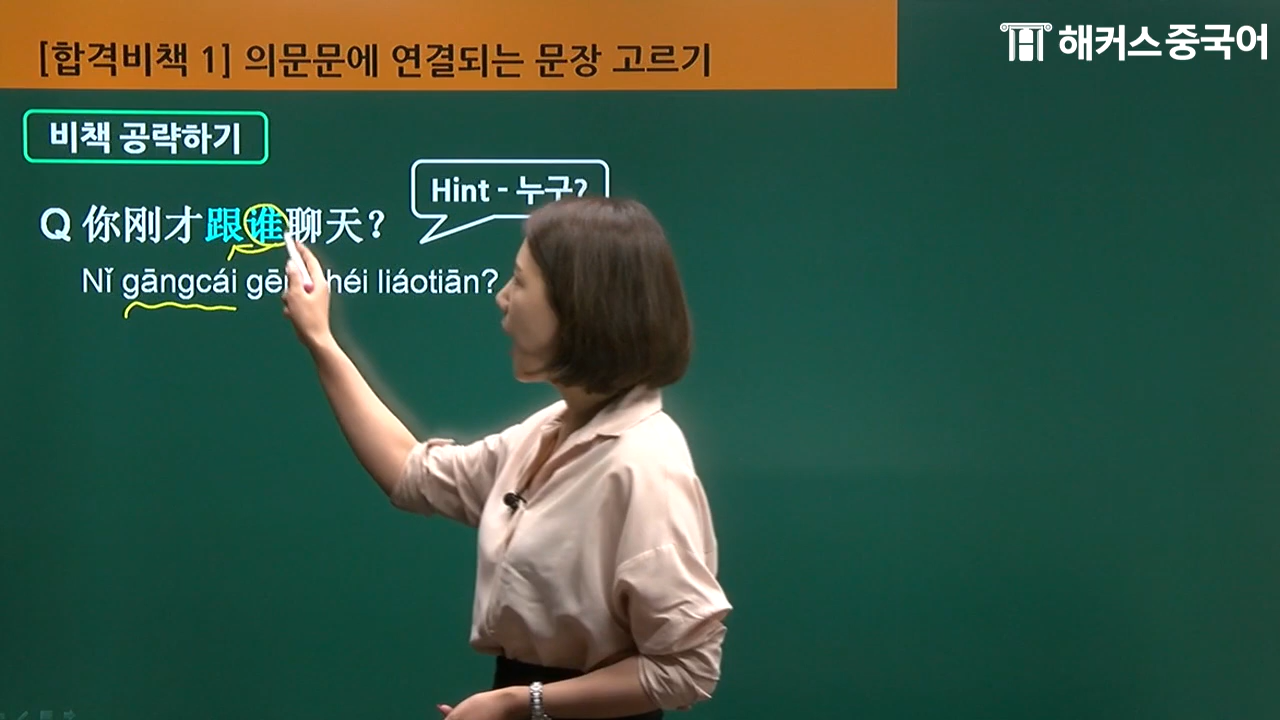 [합격비책 1] 의문문에 연결되는 문장 고르기
해커스중국어
비책 공략하기
Hint - 누구?
Q 你刚才跟谁聊天？
Nǐ gāngcái liáotiān?